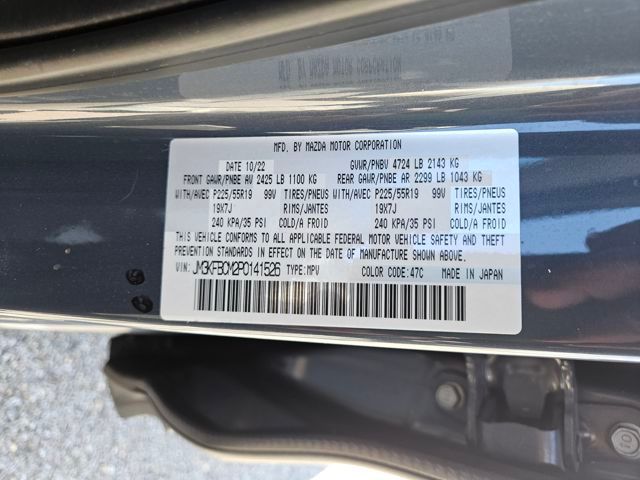 MFD. BY MAZDA MOTOR CORPORATION
DATE 10/22 GVWR/PNBV 4724 LB 2143 KG
FRONT GAWR/PNBE AV 2425 LB 1100 KG REAR GAWR/PNBE AR 2299 LB 1043 KG
WITH/AVEC P225/55R19 99V TIRES/PNEUS WITH/AVEC P225/55R19 99V TIRES/PNEUS
19X7J RIMS/JANTES 19X7J RIMS/JANTES
240 KPA/35 PSI COLD/A FROID 240 KPA/35 PSI COLD/A FROID
THIS VEHICLE CONFORMS TO ALL APPLICABLE FEDERAL MOTOR VEHICLE SAFETY AND THEFT
PREVENTION STANDARDS IN EFFECT ON THE DATE OF MANUFACTURE SHOWN ABOVE.
VIN: JM3KFBCM2P0141526 TYPE:MPV COLOR CODE:47C MADE IN JAPAN